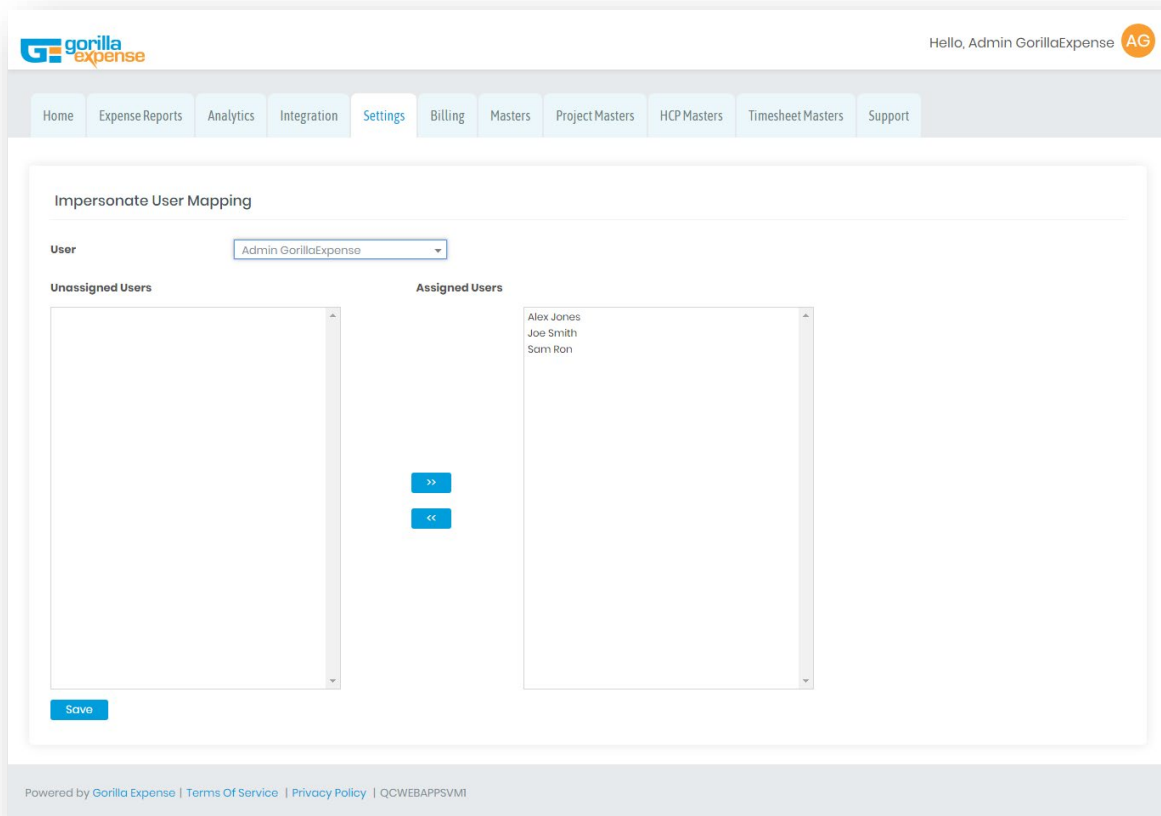 gorilla
expense
Hello, Admin GorillaExpense AG
Home Expense Reports Analytics Integration Settings Billing Masters Project Masters HCP Masters Timesheet Masters Support
Impersonate User Mapping
User Admin GorillaExpense
Unassigned Users Assigned Users
Alex Jones
Joe Smith
Sam Ron
>>
<<
Save
Powered by Gorilla Expense | Terms Of Service | Privacy Policy | QCWEBAPPSVM1